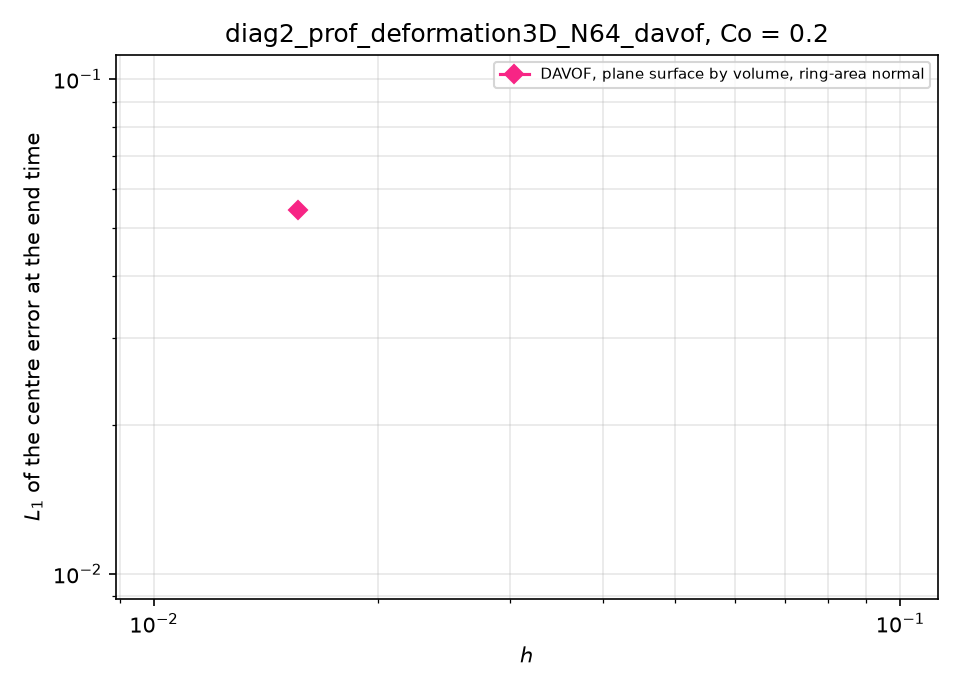 diag2_prof_deformation3D_N64_davof, Co = 0.2
DAVOF, plane surface by volume, ring-area normal
L₁ of the centre error at the end time
10⁻¹
10⁻²
10⁻²
10⁻¹
h